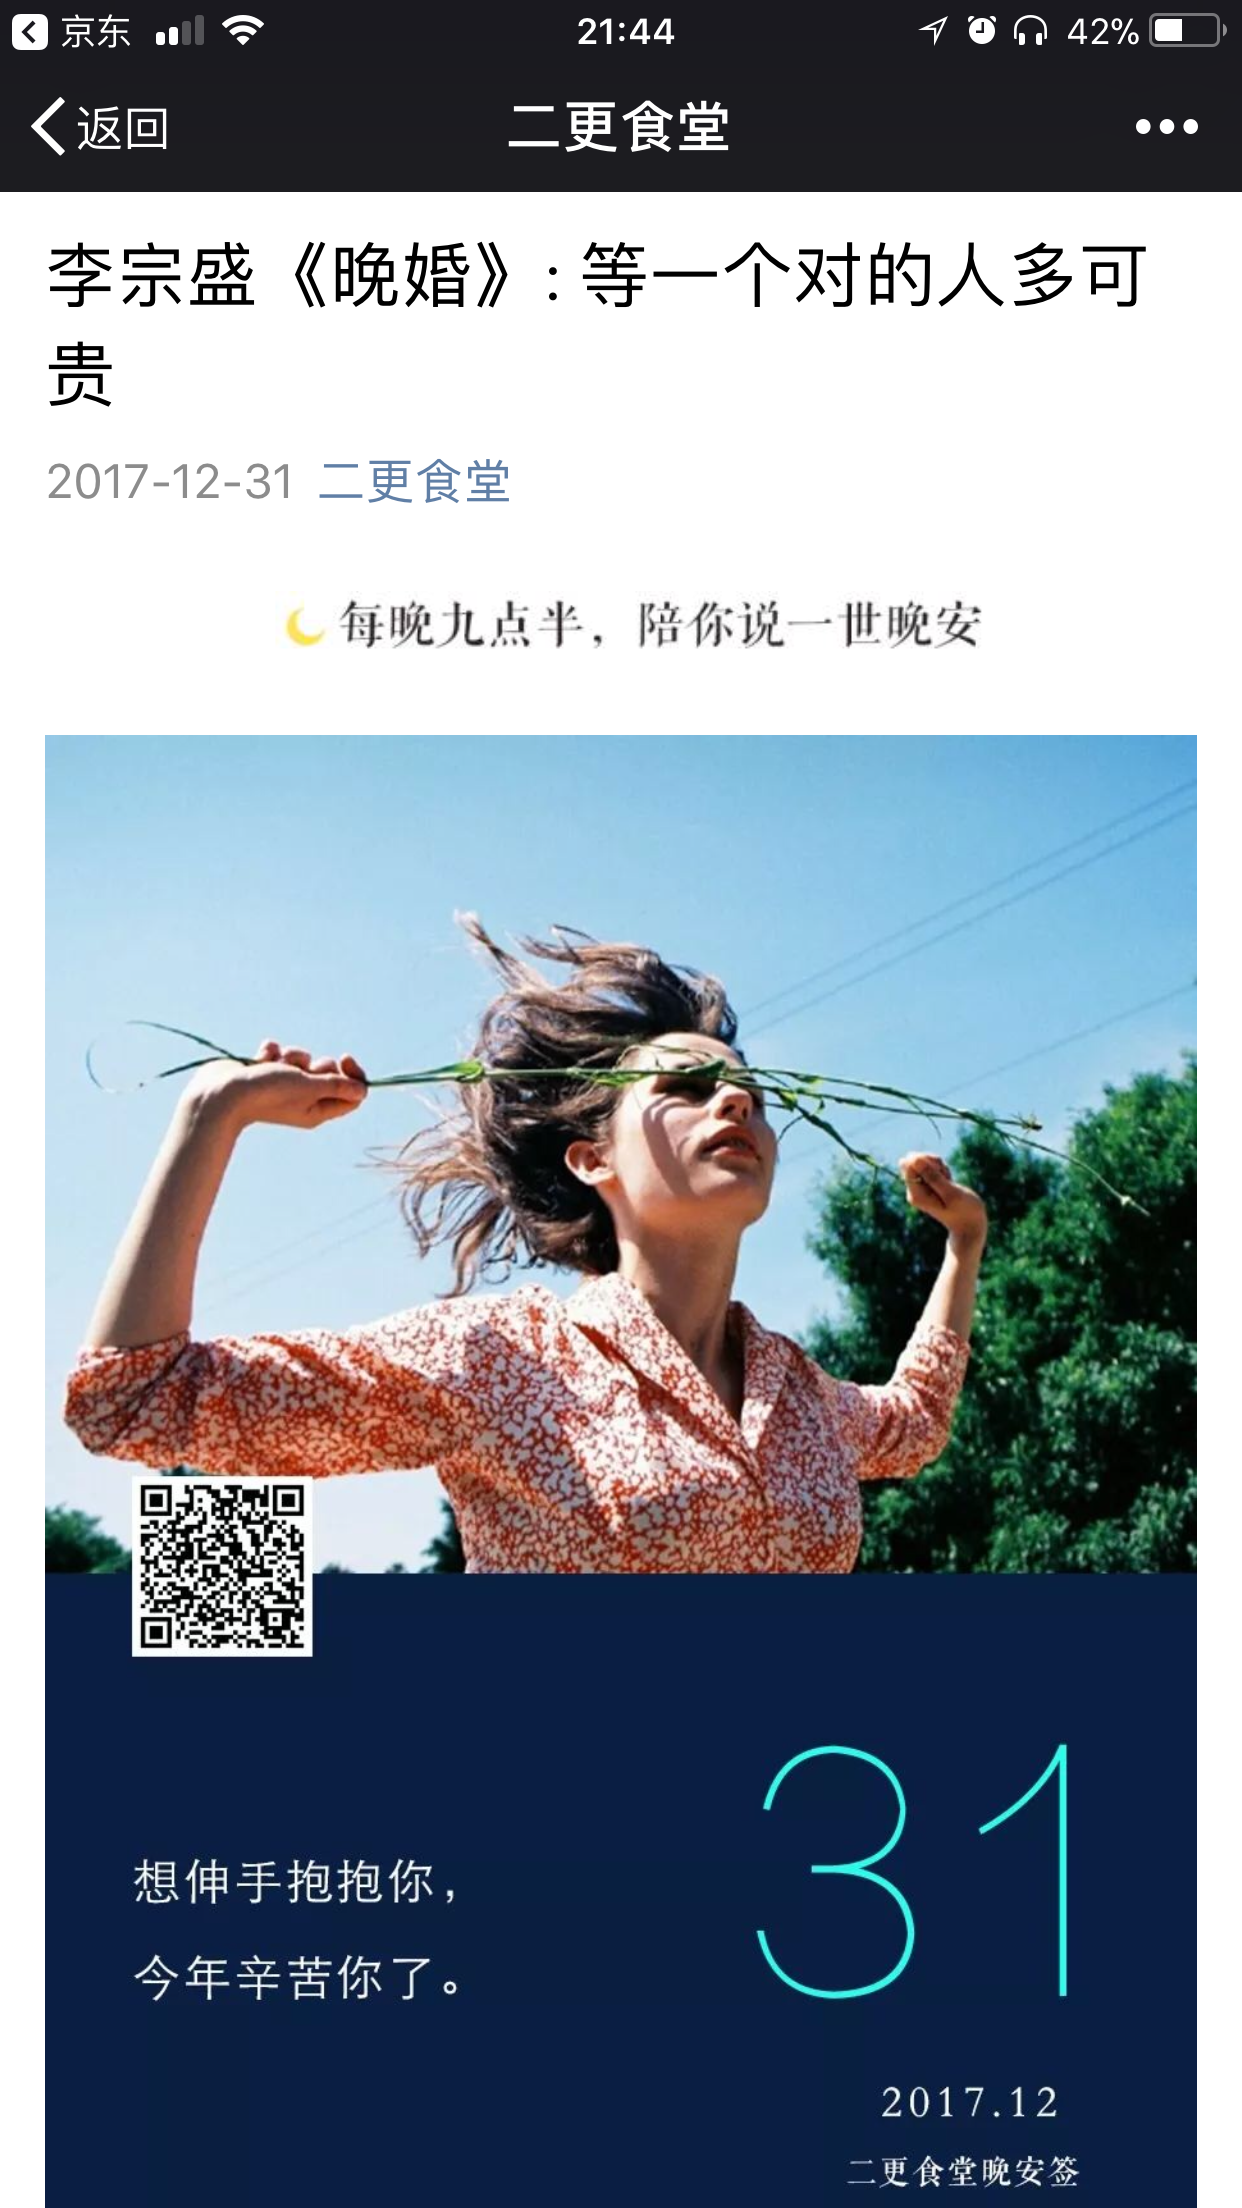 京东 21:44 42%
返回 二更食堂
李宗盛《晚婚》: 等一个对的人多可
贵
2017-12-31 二更食堂
每晚九点半，陪你说一世晚安
31
想伸手抱抱你，
今年辛苦你了。
2017.12
二更食堂晚安签